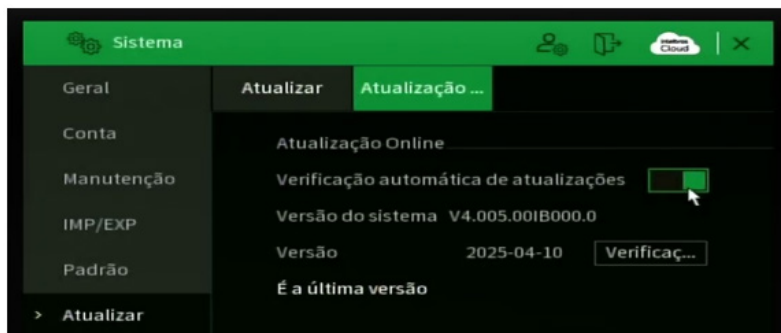 Sistema
intelbras
Cloud
Geral
Conta
Manutenção
IMP/EXP
Padrão
> Atualizar
Atualizar
Atualização ...
Atualização Online
Verificação automática de atualizações
Versão do sistema V4.005.00IB000.0
Versão 2025-04-10 Verificaç...
É a última versão